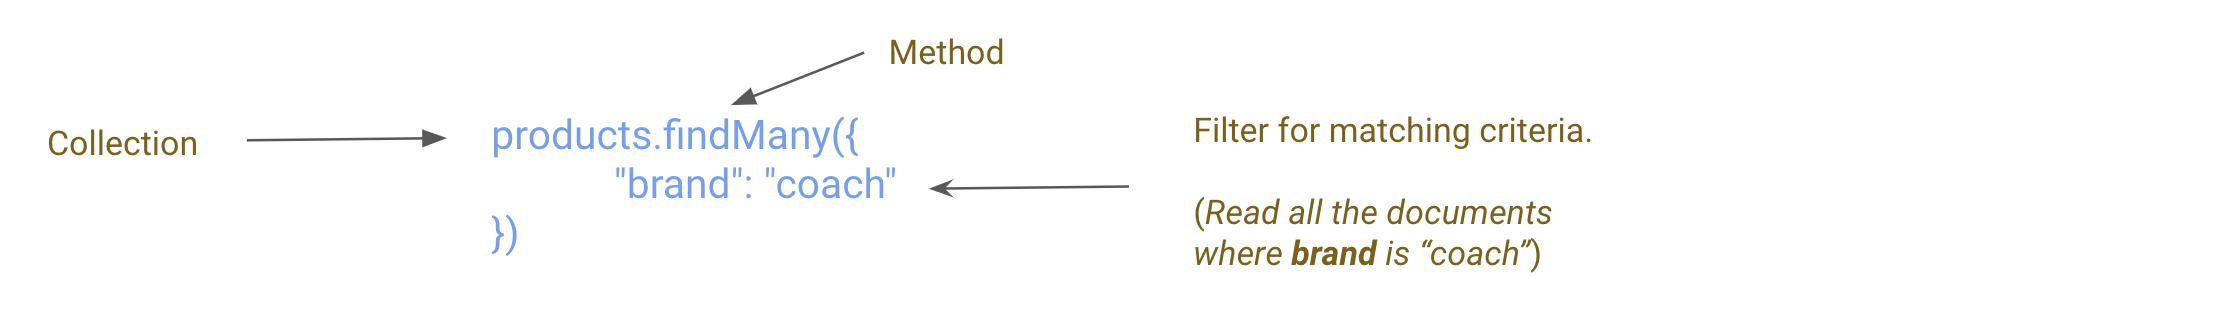 Method
Collection
products.findMany({
"brand": "coach"
})
Filter for matching criteria.
(Read all the documents
where brand is “coach”)